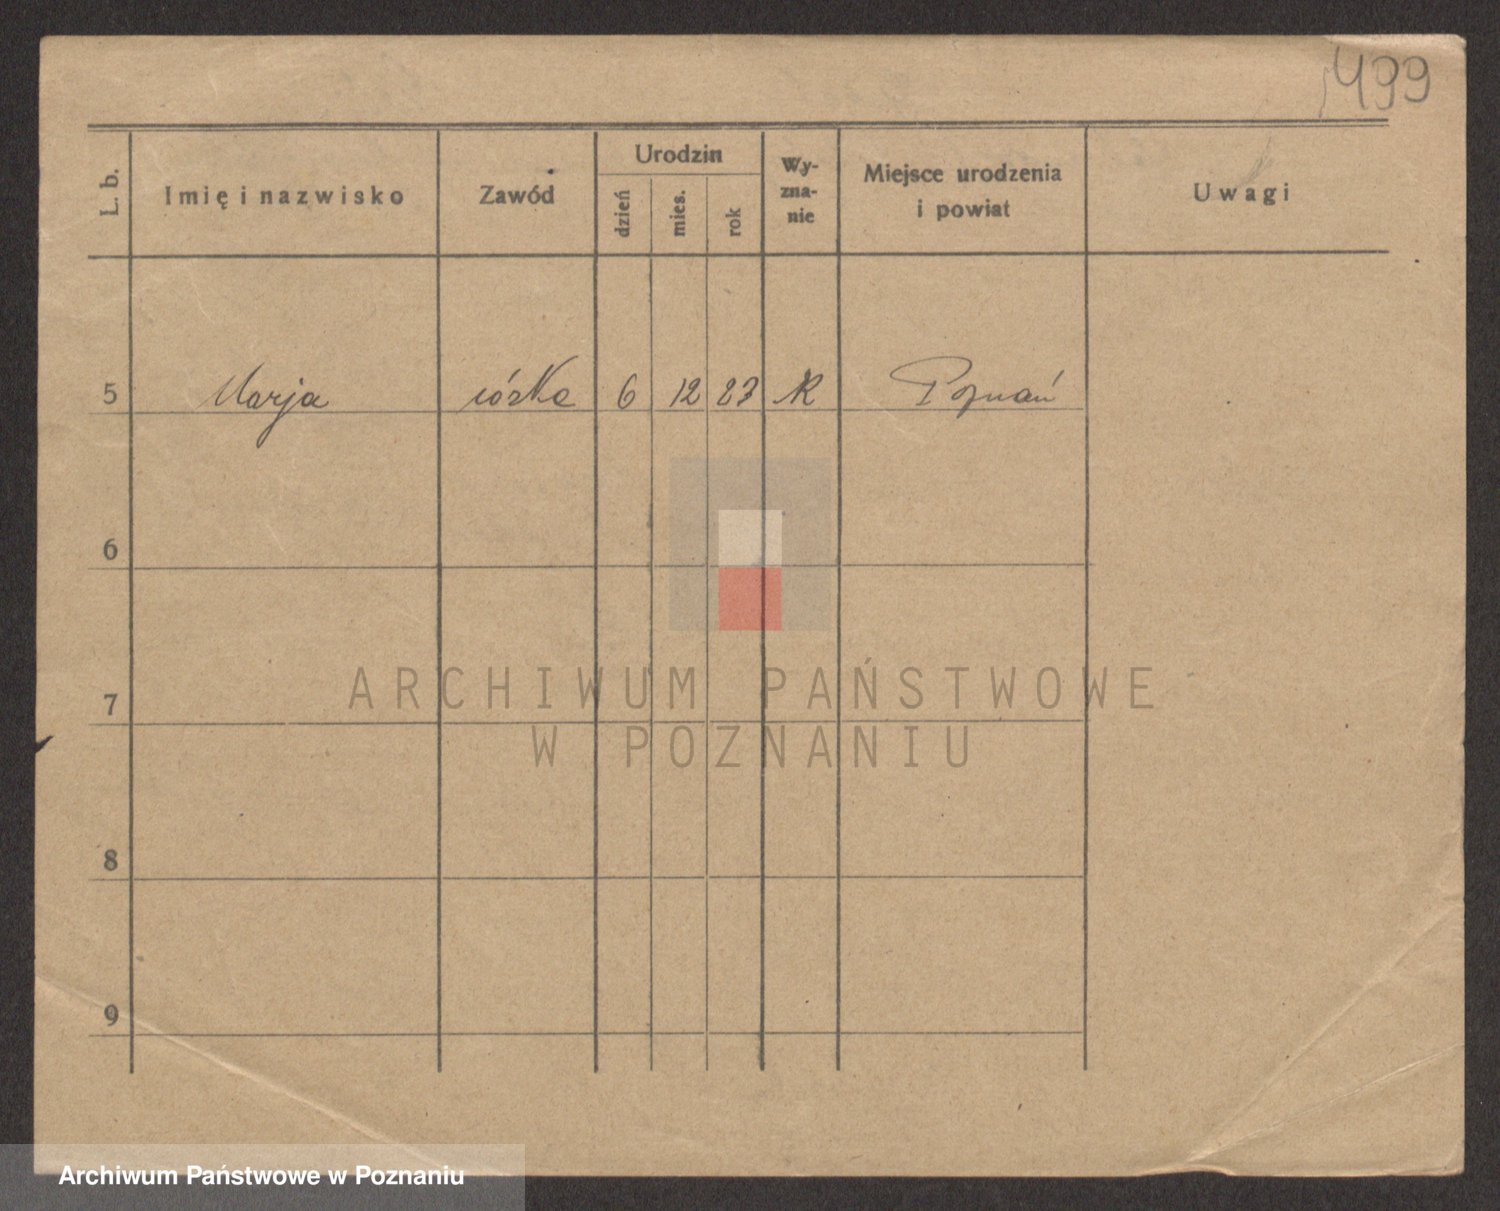 499
L. b. Imię i nazwisko Zawód Urodzin dzień mies. rok Wy-zna-nie Miejsce urodzenia i powiat Uwagi
5 Marja córka 6 12 23 R Poznań
6
7
8
9
ARCHIWUM PAŃSTWOWE
W POZNANIU
Archiwum Państwowe w Poznaniu